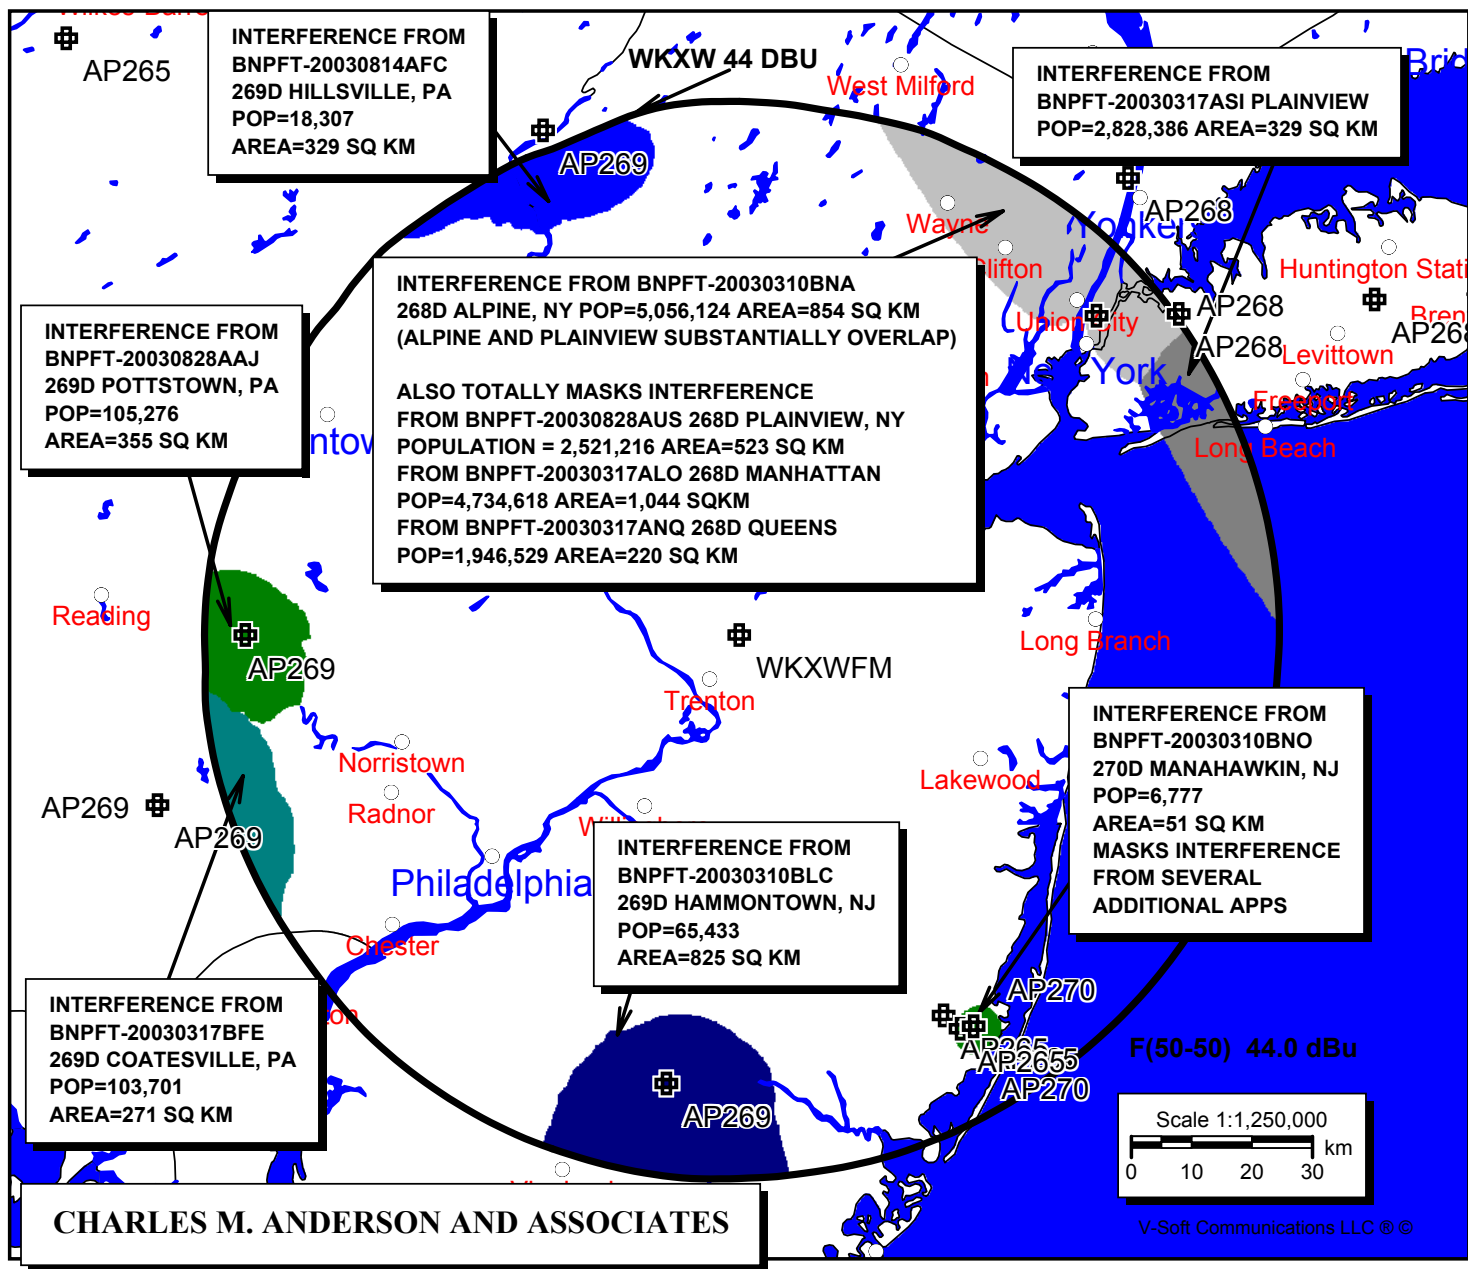 INTERFERENCE FROM
BNPFT-20030814AFC
269D HILLSVILLE, PA
POP=18,307
AREA=329 SQ KM
AP265
WKXW 44 DBU
West Milford
INTERFERENCE FROM
BNPFT-20030317ASI PLAINVIEW
POP=2,828,386 AREA=329 SQ KM
AP269
Wayne
AP268
Huntington
AP268
AP268
Levittown
Freeport
Long Beach
York
INTERFERENCE FROM BNPFT-20030310BNA
268D ALPINE, NY POP=5,056,124 AREA=854 SQ KM
(ALPINE AND PLAINVIEW SUBSTANTIALLY OVERLAP)
ALSO TOTALLY MASKS INTERFERENCE
FROM BNPFT-20030828AUS 268D PLAINVIEW, NY
POPULATION = 2,521,216 AREA=523 SQ KM
FROM BNPFT-20030317ALO 268D MANHATTAN
POP=4,734,618 AREA=1,044 SQKM
FROM BNPFT-20030317ANQ 268D QUEENS
POP=1,946,529 AREA=220 SQ KM
INTERFERENCE FROM
BNPFT-20030828AAJ
269D POTTSTOWN, PA
POP=105,276
AREA=355 SQ KM
Reading
AP269
WKXWFM
Long Branch
Trenton
Norristown
Radnor
Lakewood
AP269
AP269
Philadelphia
Chester
INTERFERENCE FROM
BNPFT-20030310BNO
270D MANAHAWKIN, NJ
POP=6,777
AREA=51 SQ KM
MASKS INTERFERENCE
FROM SEVERAL
ADDITIONAL APPS
INTERFERENCE FROM
BNPFT-20030310BLC
269D HAMMONTOWN, NJ
POP=65,433
AREA=825 SQ KM
INTERFERENCE FROM
BNPFT-20030317BFE
269D COATESVILLE, PA
POP=103,701
AREA=271 SQ KM
AP270
AP265
AP270
AP269
F(50-50) 44.0 dBu
Scale 1:1,250,000
km
0 10 20 30
CHARLES M. ANDERSON AND ASSOCIATES
V-Soft Communications LLC ® ©